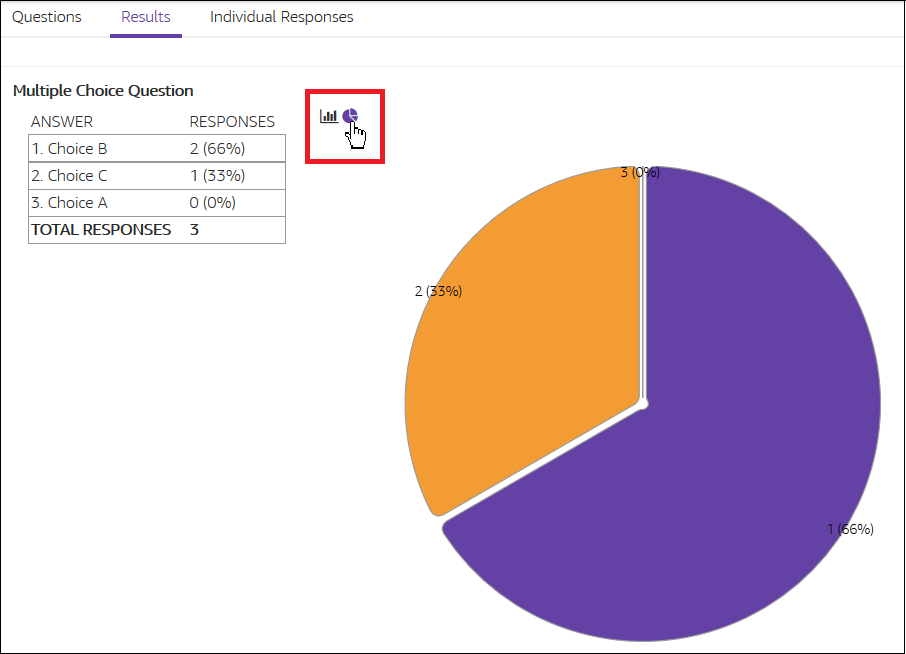 Questions Results Individual Responses
Multiple Choice Question
ANSWER RESPONSES
1. Choice B 2 (66%)
2. Choice C 1 (33%)
3. Choice A 0 (0%)
TOTAL RESPONSES 3
3 (0%)
2 (33%)
1 (66%)